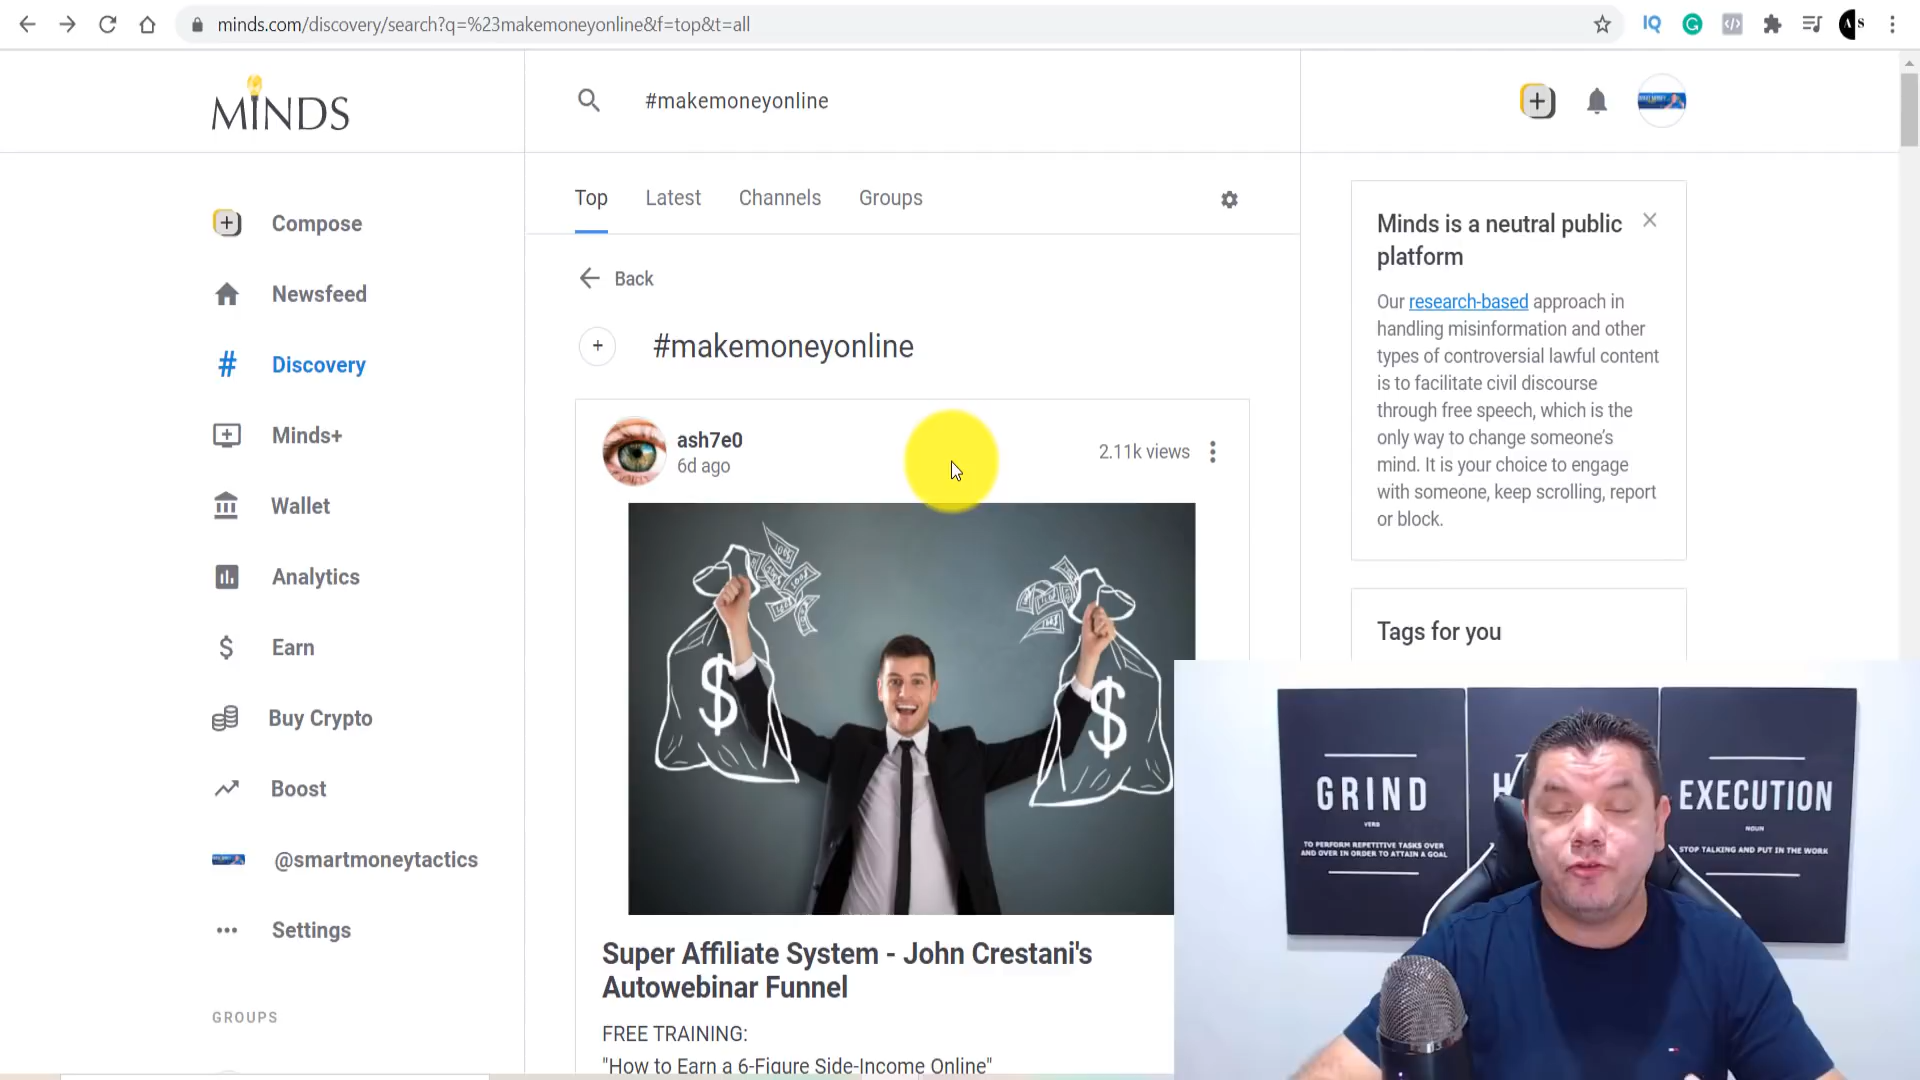 minds.com/discovery/search?q=%23makemoneyonline&f=top&t=all
IQ
A S
MINDS
#makemoneyonline
Top
Latest
Channels
Groups
Compose
Newsfeed
Discovery
Minds+
Wallet
Analytics
Earn
Buy Crypto
Boost
@smartmoneytactics
Settings
GROUPS
Back
#makemoneyonline
ash7e0
6d ago
2.11k views
$
$
Super Affiliate System - John Crestani's
Autowebinar Funnel
FREE TRAINING:
"How to Earn a 6-Figure Side-Income Online"
Minds is a neutral public
platform
Our research-based approach in
handling misinformation and other
types of controversial lawful content
is to facilitate civil discourse
through free speech, which is the
only way to change someone's
mind. It is your choice to engage
with someone, keep scrolling, report
or block.
Tags for you
GRIND
VERB
TO PERFORM REPETITIVE TASKS OVER
AND OVER IN ORDER TO ATTAIN A GOAL
EXECUTION
NOUN
STOP TALKING AND PUT IN THE WORK